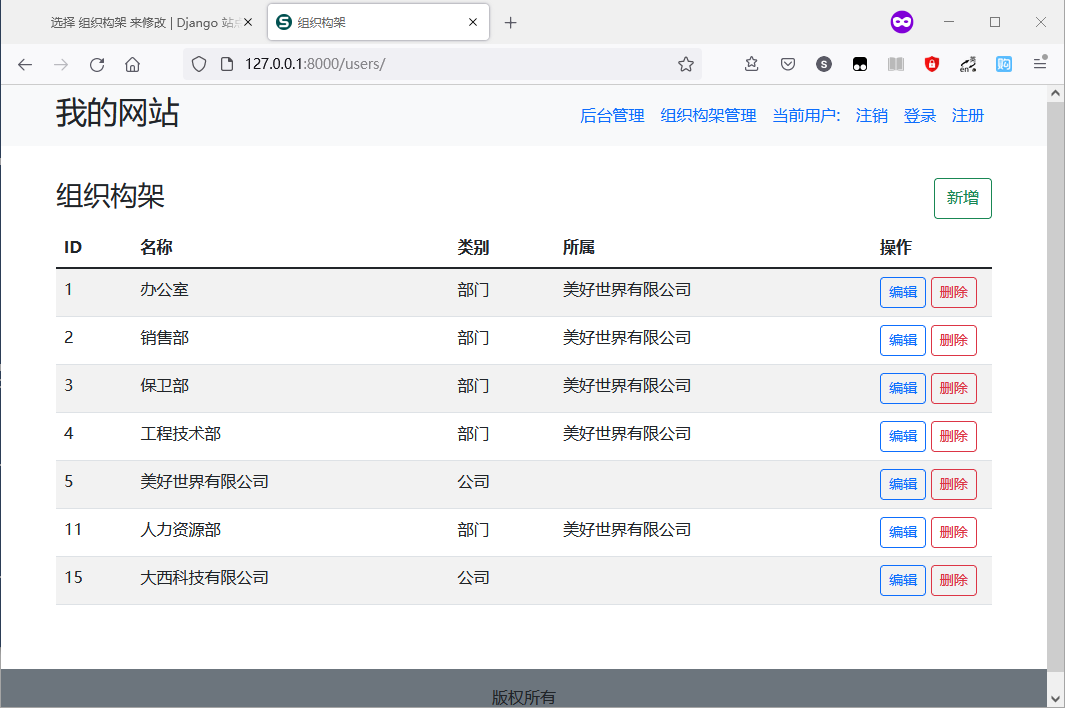 选择 组织构架 来修改 | Django 站点
组织构架
127.0.0.1:8000/users/
我的网站
后台管理 组织构架管理 当前用户: 注销 登录 注册
组织构架
新增
ID 名称 类别 所属 操作
1 办公室 部门 美好世界有限公司 编辑 删除
2 销售部 部门 美好世界有限公司 编辑 删除
3 保卫部 部门 美好世界有限公司 编辑 删除
4 工程技术部 部门 美好世界有限公司 编辑 删除
5 美好世界有限公司 公司 编辑 删除
11 人力资源部 部门 美好世界有限公司 编辑 删除
15 大西科技有限公司 公司 编辑 删除
版权所有